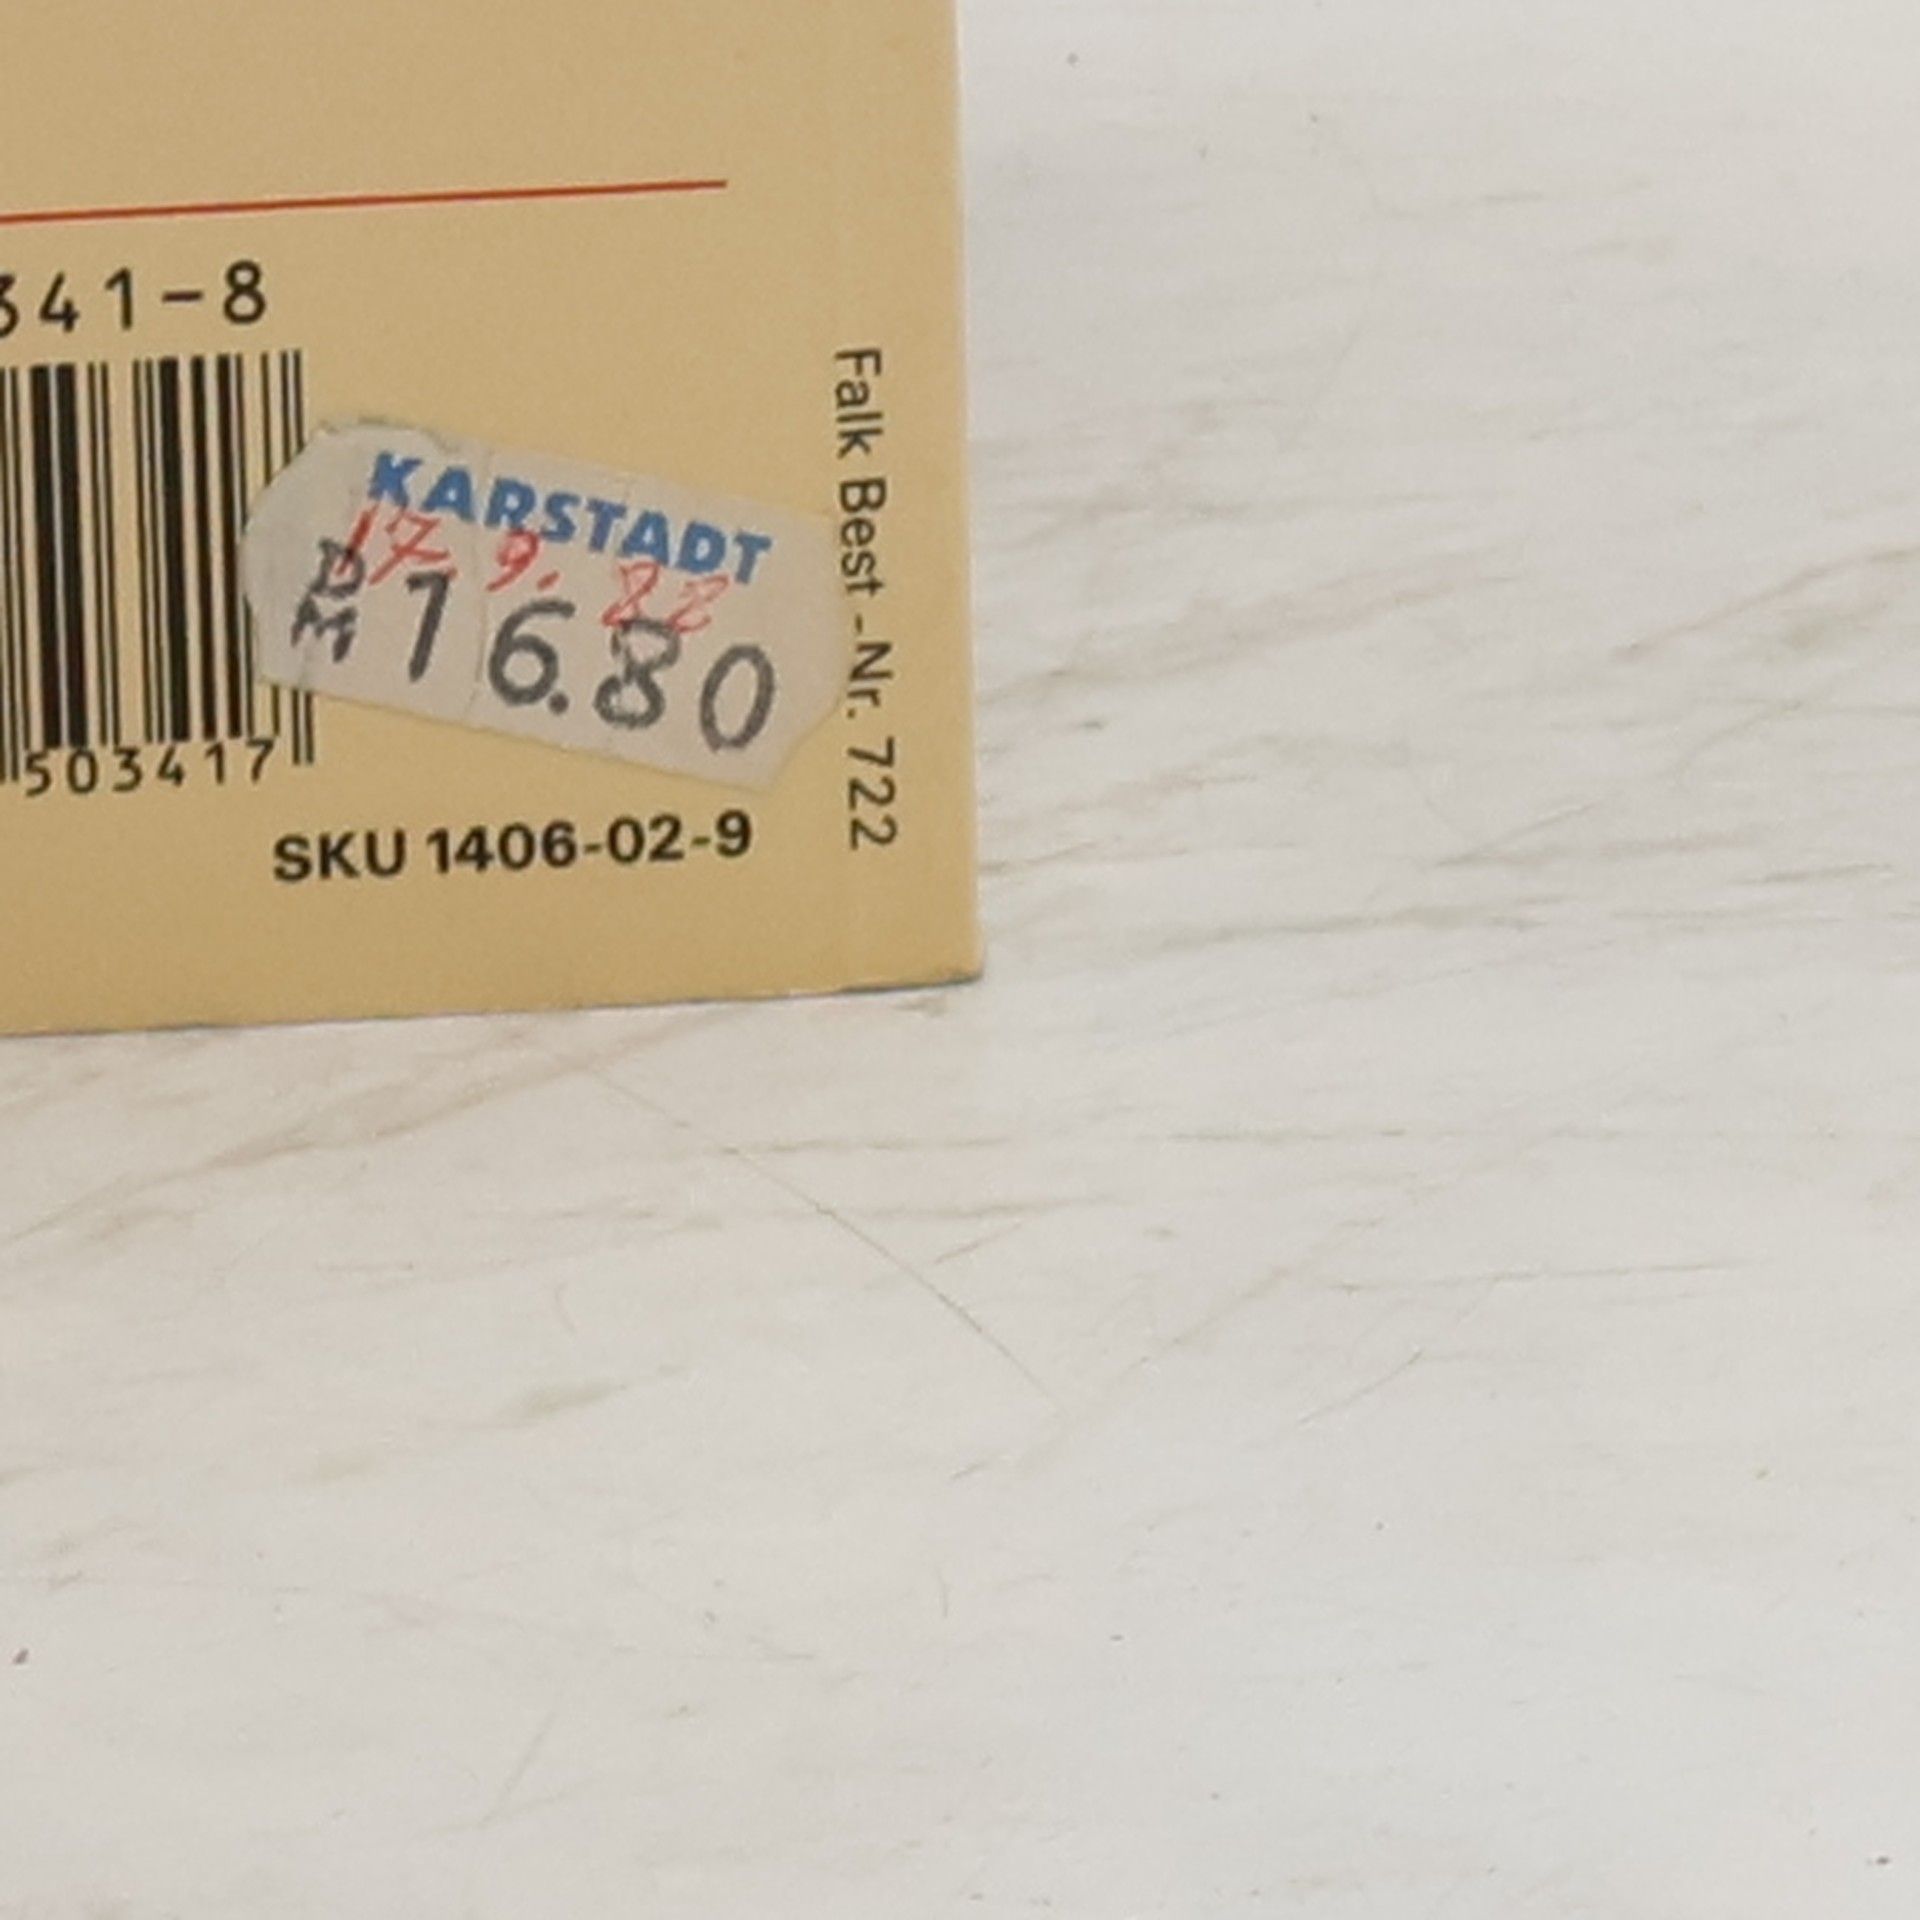 341-8
KARSTADT
17. 9. 88
DM 16.80
503417
SKU 1406-02-9
Falk Best-Nr. 722